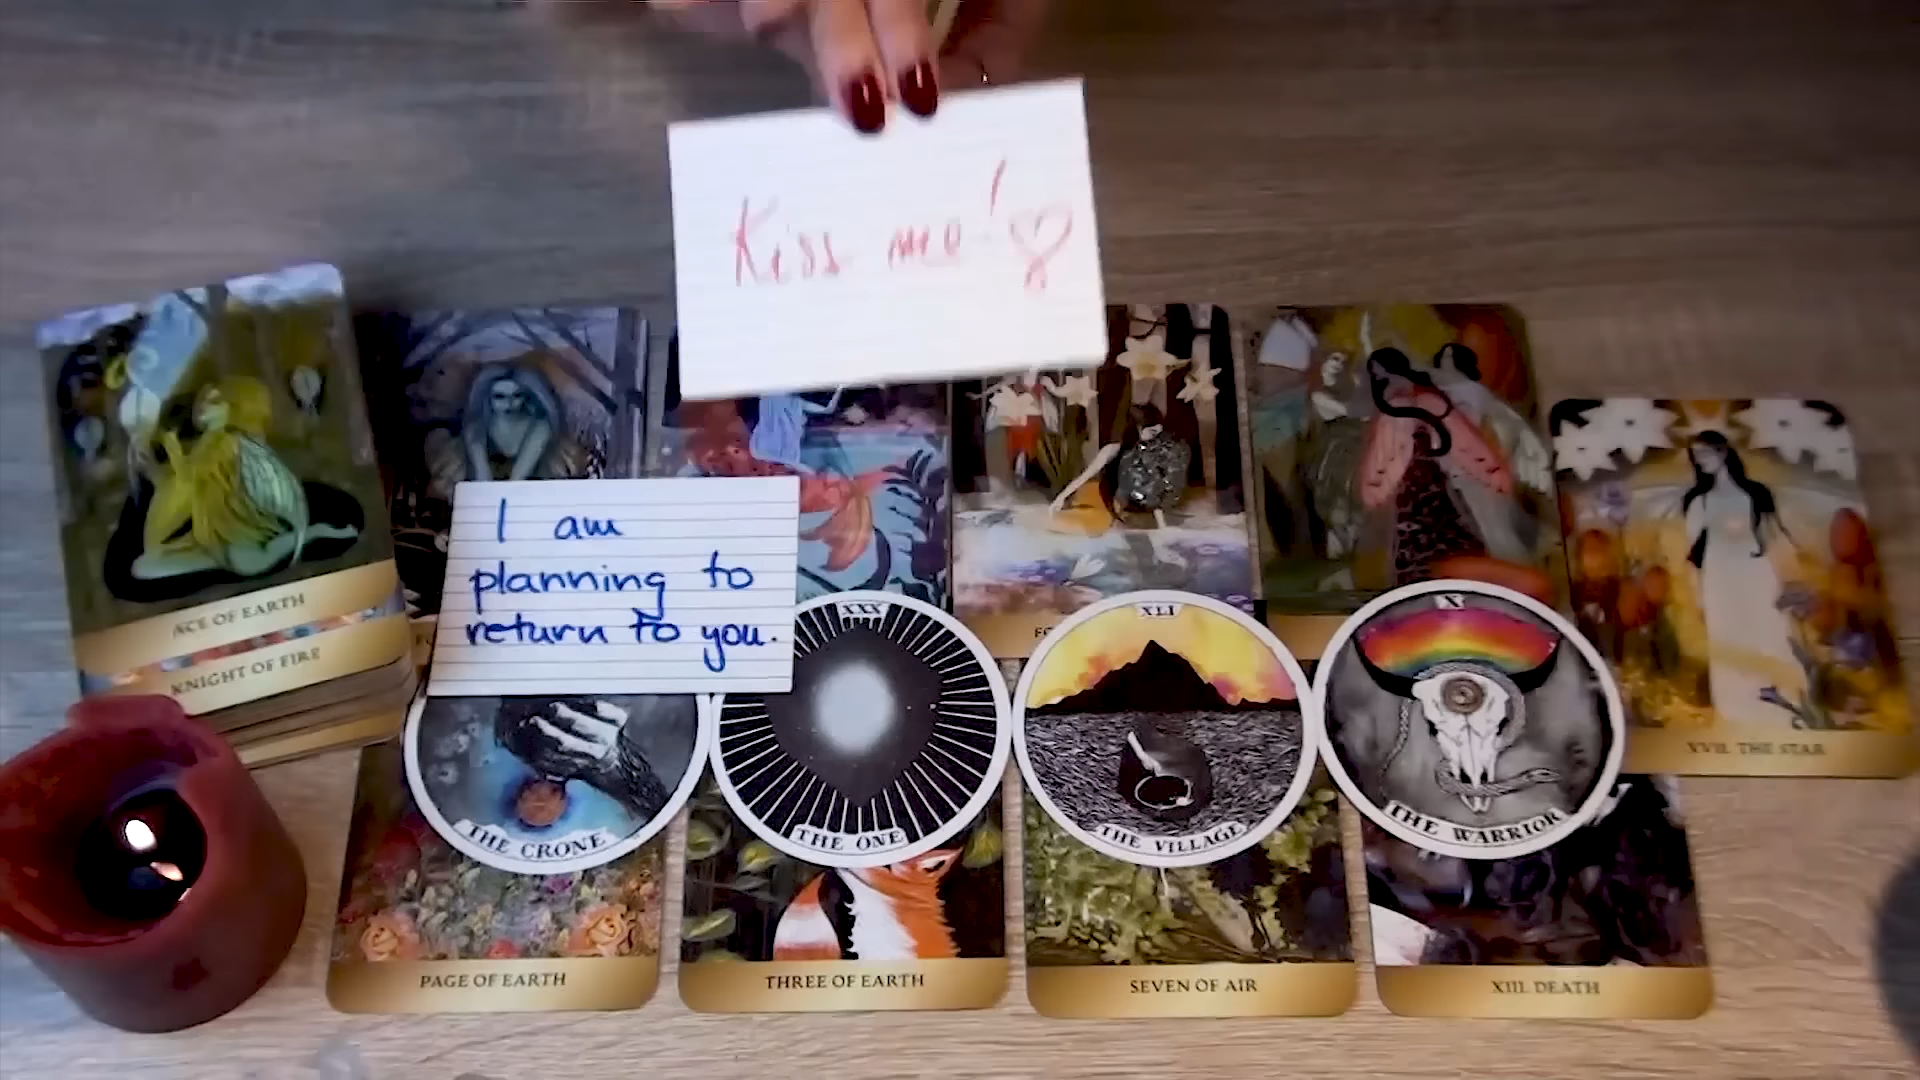 Kiss me!
I am
planning to
return to you.
ACE OF EARTH
KNIGHT OF FIRE
XXX
XLI
X
THE CRONE
THE ONE
THE VILLAGE
THE WARRIOR
XVII. THE STAR
PAGE OF EARTH
THREE OF EARTH
SEVEN OF AIR
XIII. DEATH